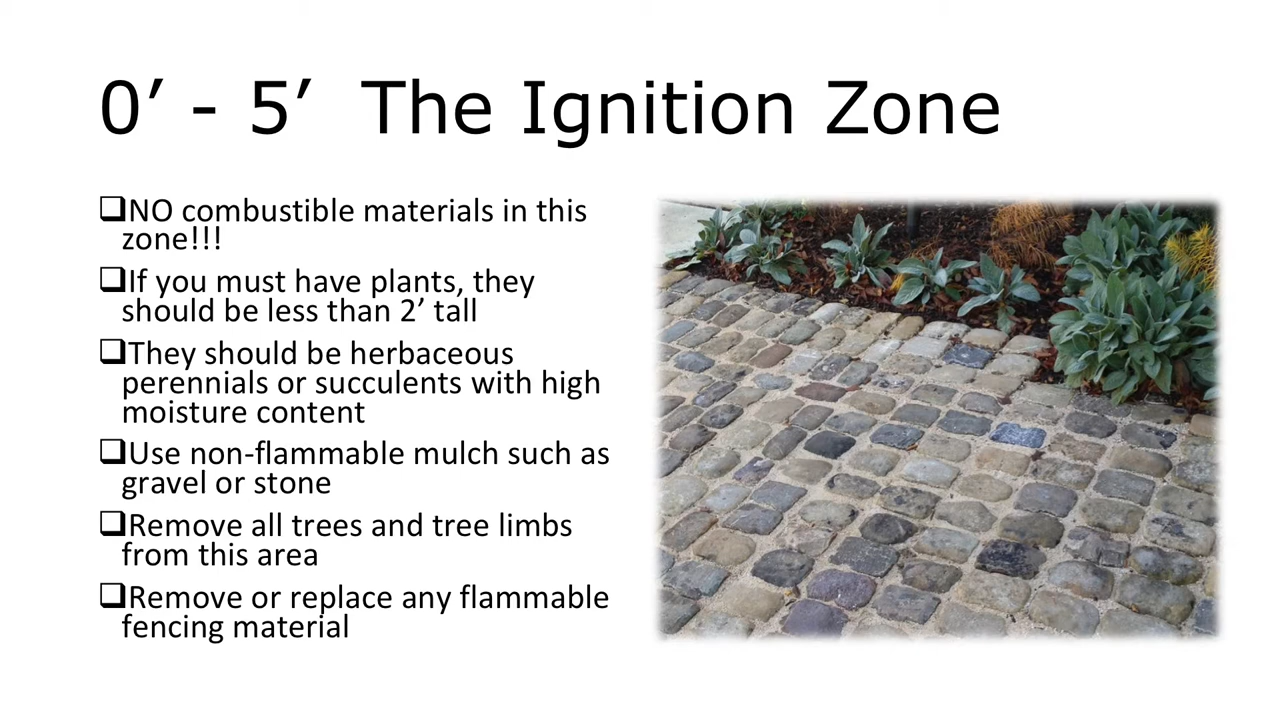 0′ - 5′ The Ignition Zone
❑NO combustible materials in this
zone!!!
❑If you must have plants, they
should be less than 2’ tall
❑They should be herbaceous
perennials or succulents with high
moisture content
❑Use non-flammable mulch such as
gravel or stone
❑Remove all trees and tree limbs
from this area
❑Remove or replace any flammable
fencing material